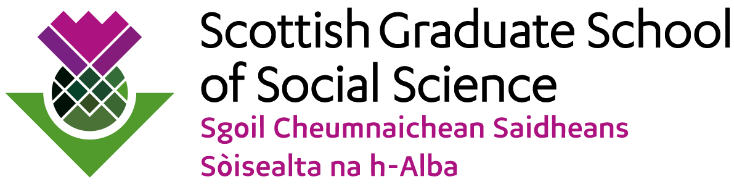 Scottish Graduate School
of Social Science
Sgoil Cheumnaichean Saidheans
Sòisealta na h-Alba